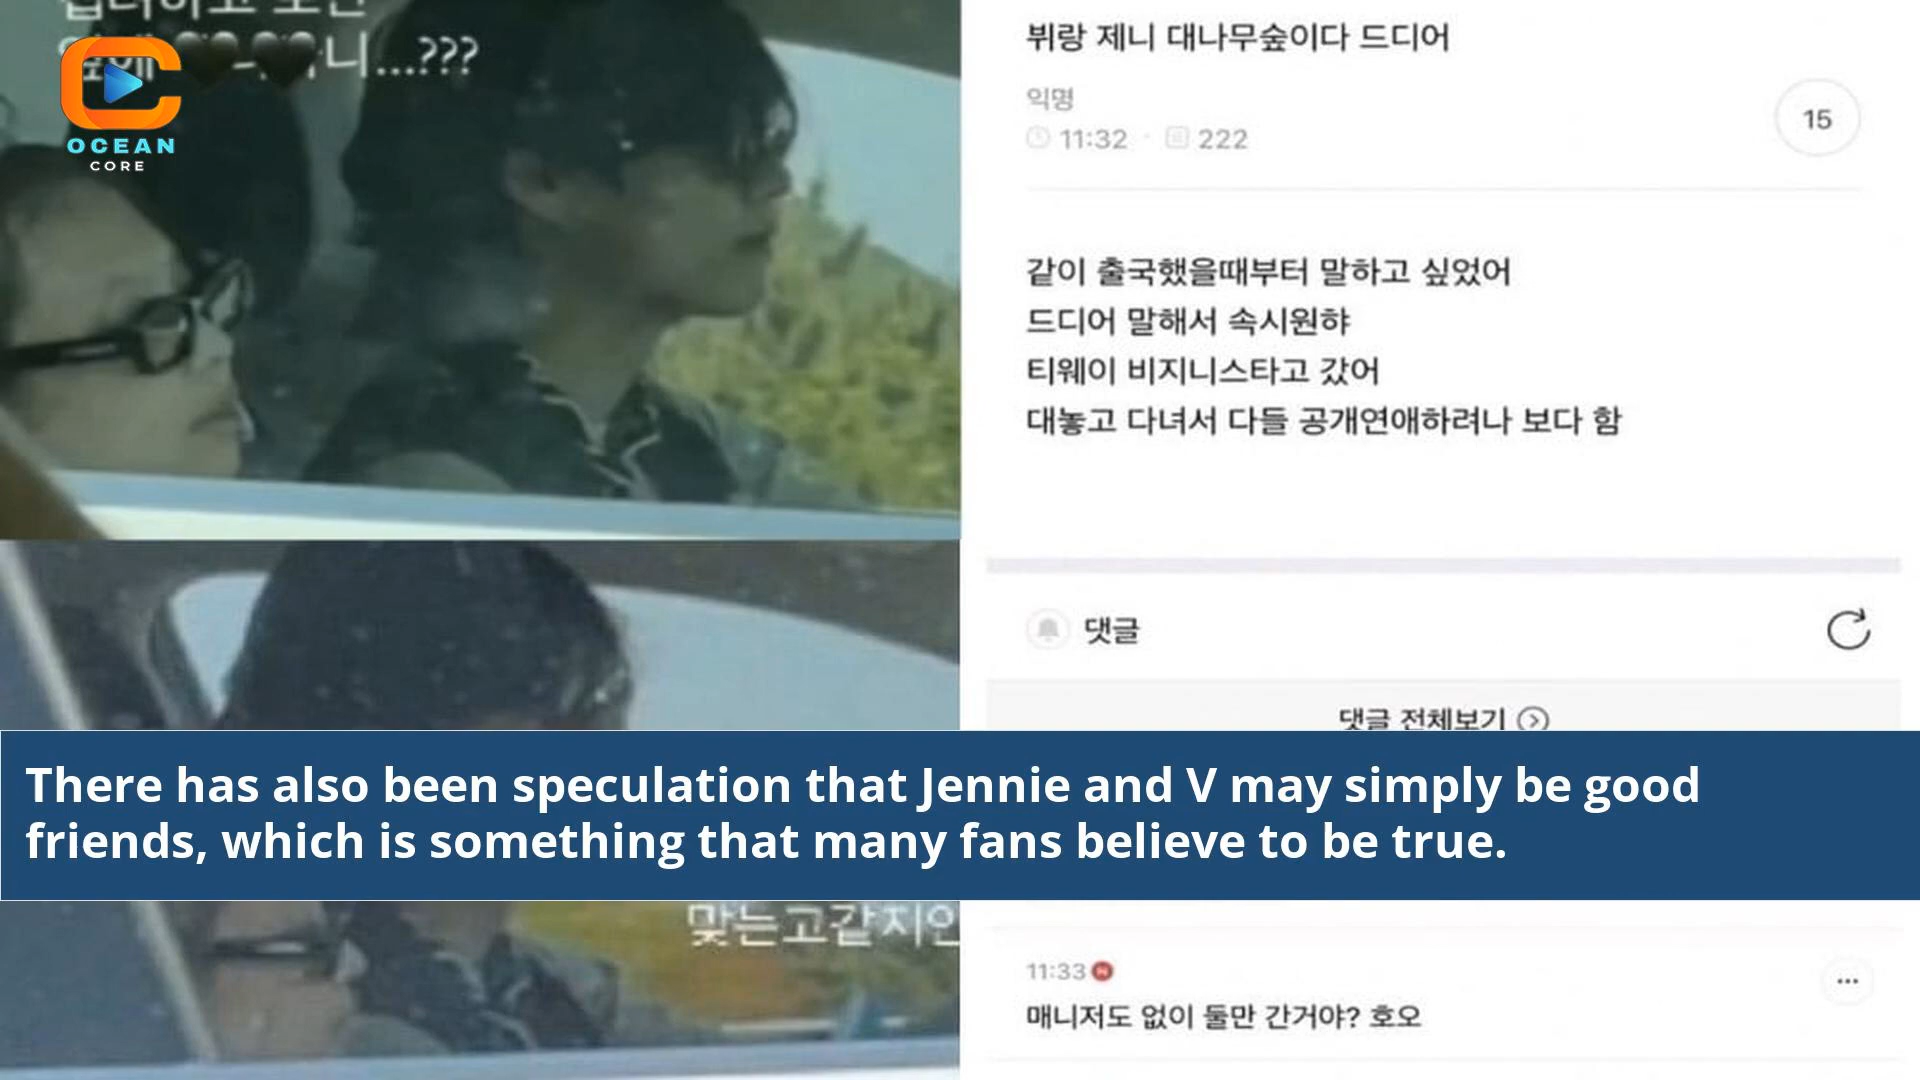 니...???
OCEAN
CORE
뷔랑 제니 대나무숲이다 드디어
익명
11:32 · 222
15
같이 출국했을때부터 말하고 싶었어
드디어 말해서 속시원햐
티웨이 비지니스타고 갔어
대놓고 다녀서 다들 공개연애하려나 보다 함
댓글
댓글 전체보기
There has also been speculation that Jennie and V may simply be good
friends, which is something that many fans believe to be true.
맞는고같지인
11:33 N
매니저도 없이 둘만 간거야? 호오